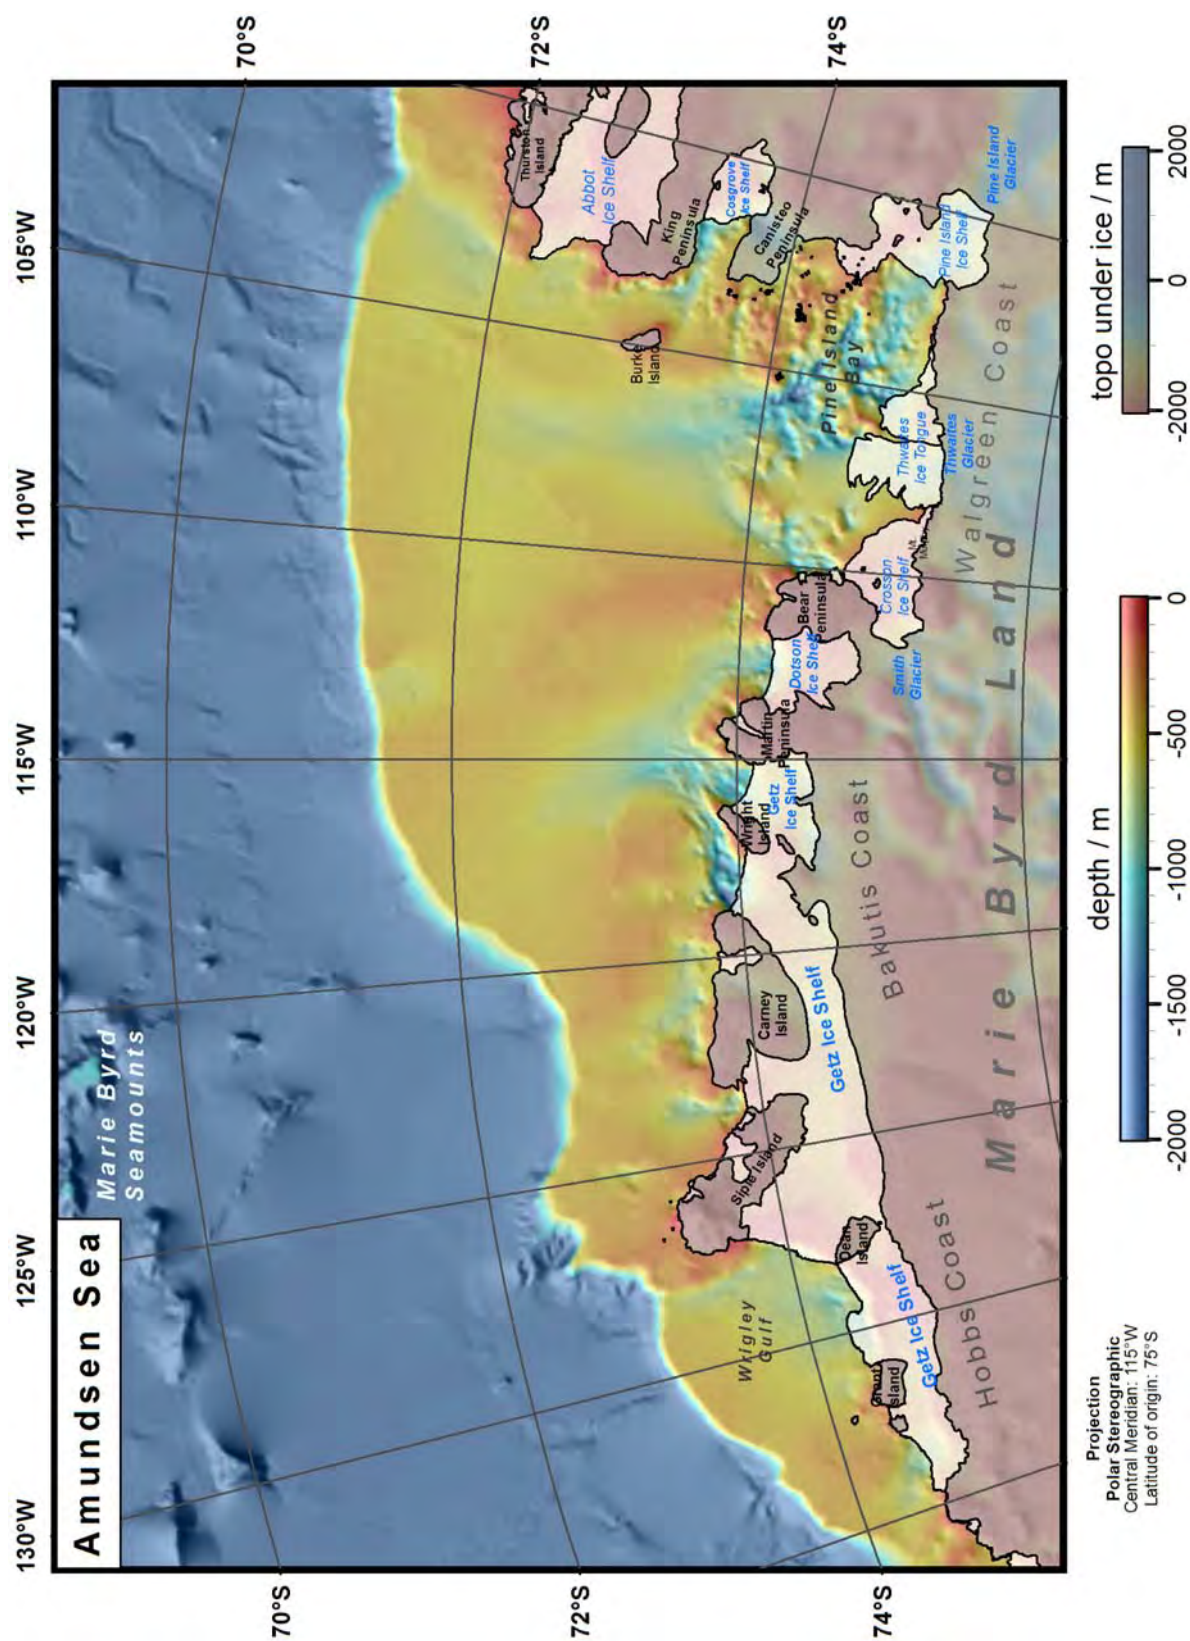 Amundsen Sea
130°W
125°W
120°W
115°W
110°W
105°W
70°S
72°S
74°S
70°S
72°S
74°S
Marie Byrd
Seamounts
Thurston
Island
Abbot
Ice Shelf
King
Peninsula
Cosgrove
Ice Shelf
Canisteo
Peninsula
Burke
Island
Pine Island
Bay
Pine Island
Ice Shelf
Pine Island
Glacier
Thwaites
Ice Tongue
Thwaites
Glacier
Walgreen Coast
Crosson
Ice Shelf
Mt.
Smith
Glacier
Bear
Peninsula
Dotson
Ice Shelf
Martin
Peninsula
Getz
Ice Shelf
Wright
Island
Carney
Island
Getz Ice Shelf
Bakutis Coast
Siple Island
Dean
Island
Wrigley
Gulf
Grant
Island
Getz Ice Shelf
Hobbs Coast
Marie Byrd Land
Projection
Polar Stereographic
Central Meridian: 115°W
Latitude of origin: 75°S
depth / m
-2000
-1500
-1000
-500
0
topo under ice / m
-2000
0
2000